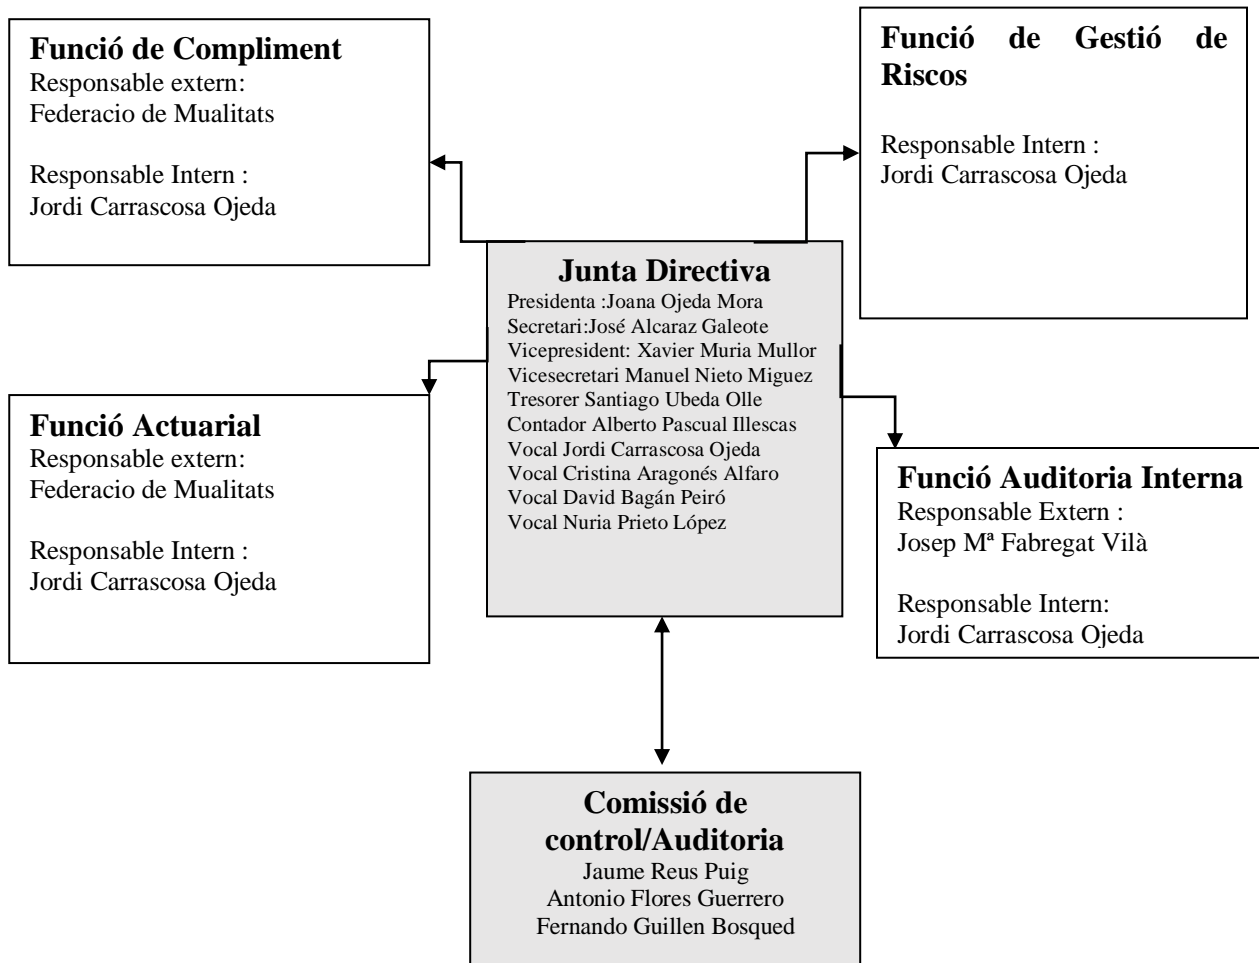 Funció de Compliment
Responsable extern:
Federacio de Mualitats
Responsable Intern :
Jordi Carrascosa Ojeda
Funció de Gestió de
Riscos
Responsable Intern :
Jordi Carrascosa Ojeda
Junta Directiva
Presidenta :Joana Ojeda Mora
Secretari:José Alcaraz Galeote
Vicepresident: Xavier Muria Mullor
Vicesecretari Manuel Nieto Miguez
Tresorer Santiago Ubeda Olle
Contador Alberto Pascual Illescas
Vocal Jordi Carrascosa Ojeda
Vocal Cristina Aragonés Alfaro
Vocal David Bagán Peiró
Vocal Nuria Prieto López
Funció Actuarial
Responsable extern:
Federacio de Mualitats
Responsable Intern :
Jordi Carrascosa Ojeda
Funció Auditoria Interna
Responsable Extern :
Josep Mª Fabregat Vilà
Responsable Intern:
Jordi Carrascosa Ojeda
Comissió de
control/Auditoria
Jaume Reus Puig
Antonio Flores Guerrero
Fernando Guillen Bosqued